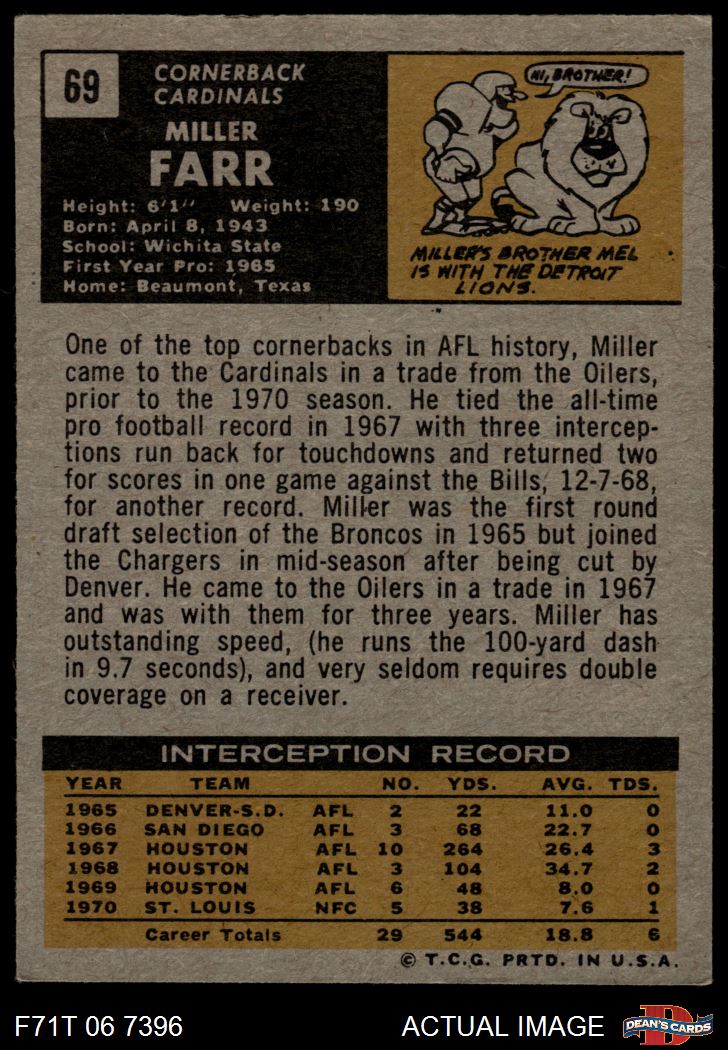 69
CORNERBACK
CARDINALS
MILLER
FARR
Height: 6'1" Weight: 190
Born: April 8, 1943
School: Wichita State
First Year Pro: 1965
Home: Beaumont, Texas
HI, BROTHER!
MILLER'S BROTHER MEL
IS WITH THE DETROIT
LIONS.
One of the top cornerbacks in AFL history, Miller
came to the Cardinals in a trade from the Oilers,
prior to the 1970 season. He tied the all-time
pro football record in 1967 with three intercep-
tions run back for touchdowns and returned two
for scores in one game against the Bills, 12-7-68,
for another record. Miller was the first round
draft selection of the Broncos in 1965 but joined
the Chargers in mid-season after being cut by
Denver. He came to the Oilers in a trade in 1967
and was with them for three years. Miller has
outstanding speed, (he runs the 100-yard dash
in 9.7 seconds), and very seldom requires double
coverage on a receiver.
INTERCEPTION RECORD
YEAR TEAM NO. YDS. AVG. TDS.
1965 DENVER-S.D. AFL 2 22 11.0 0
1966 SAN DIEGO AFL 3 68 22.7 0
1967 HOUSTON AFL 10 264 26.4 3
1968 HOUSTON AFL 3 104 34.7 2
1969 HOUSTON AFL 6 48 8.0 0
1970 ST. LOUIS NFC 5 38 7.6 1
Career Totals 29 544 18.8 6
© T.C.G. PRTD. IN U.S.A.
F71T 06 7396
ACTUAL IMAGE
D
DEAN'S CARDS